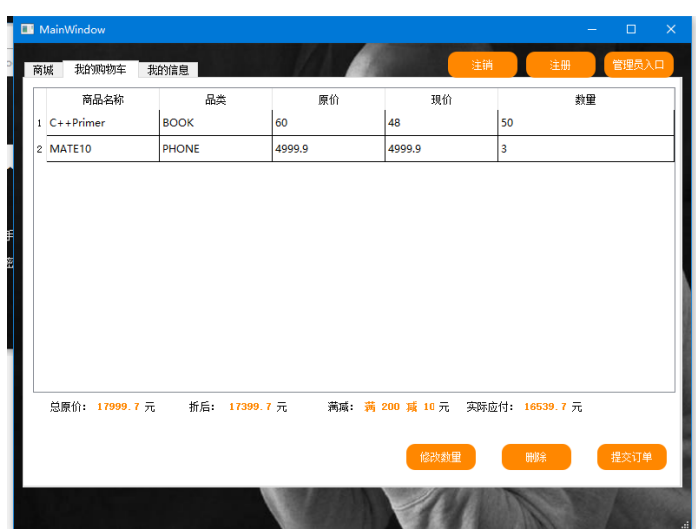 MainWindow
注销 注册 管理员入口
商城 我的购物车 我的信息
商品名称 品类 原价 现价 数量
1 C++Primer BOOK 60 48 50
2 MATE10 PHONE 4999.9 4999.9 3
总原价: 17999.7 元 折后: 17399.7 元 满减: 满 200 减 10 元 实际应付: 16539.7 元
修改数量 删除 提交订单